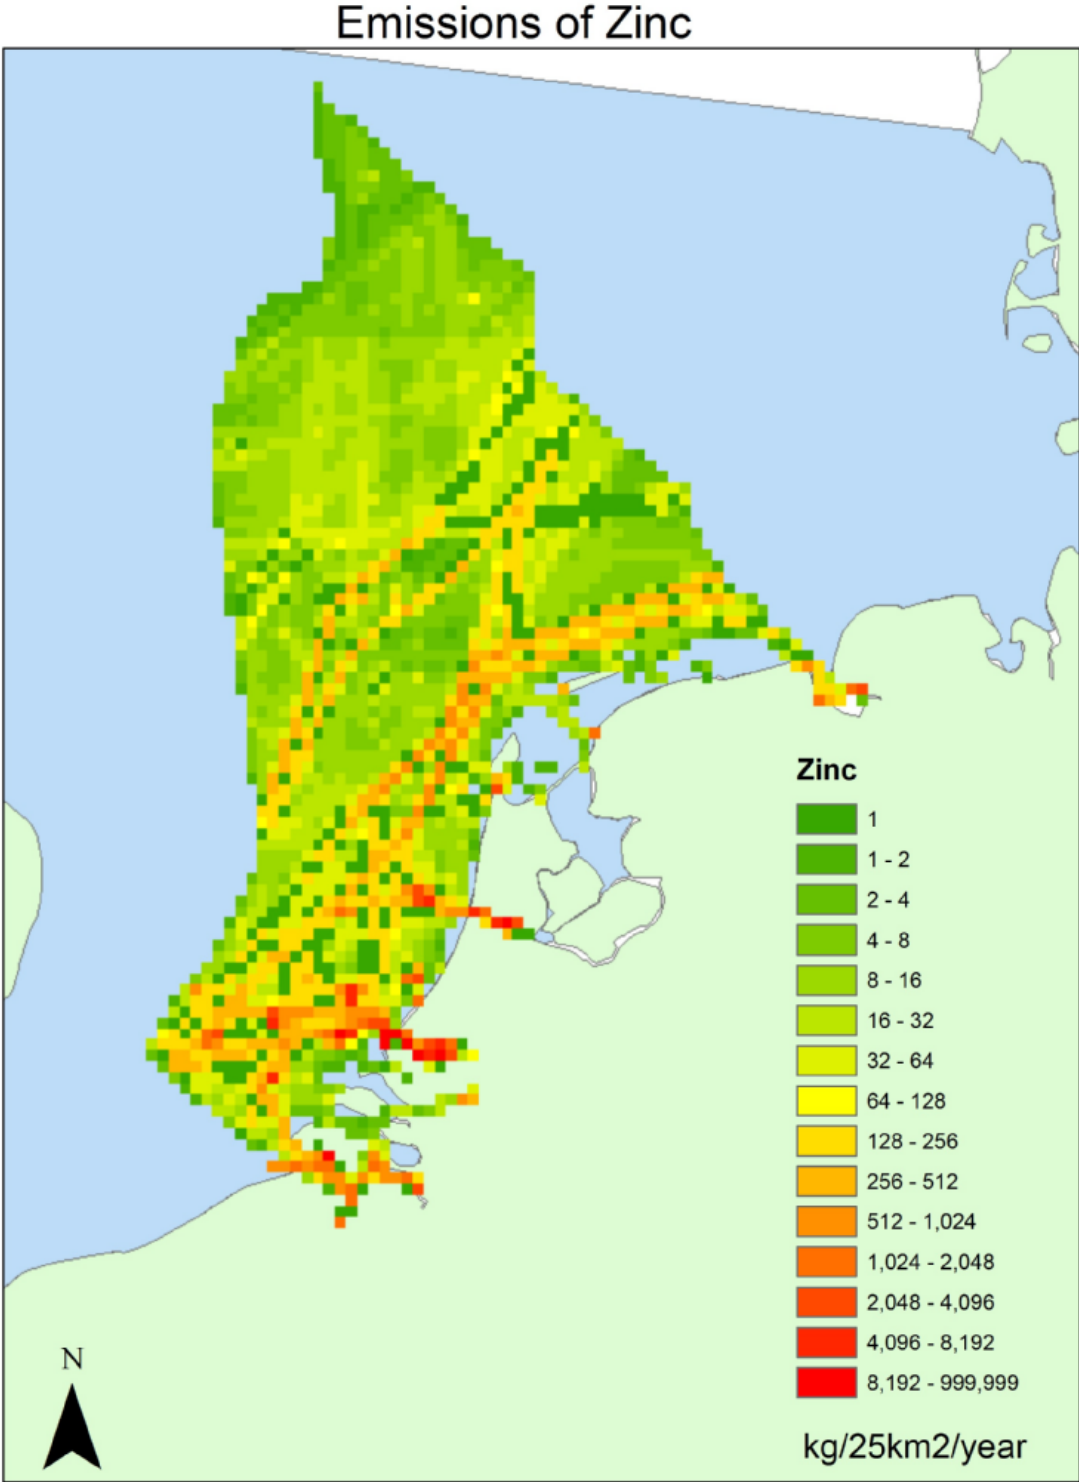 Emissions of Zinc
Zinc
1
1 - 2
2 - 4
4 - 8
8 - 16
16 - 32
32 - 64
64 - 128
128 - 256
256 - 512
512 - 1,024
1,024 - 2,048
2,048 - 4,096
4,096 - 8,192
8,192 - 999,999
N
kg/25km2/year